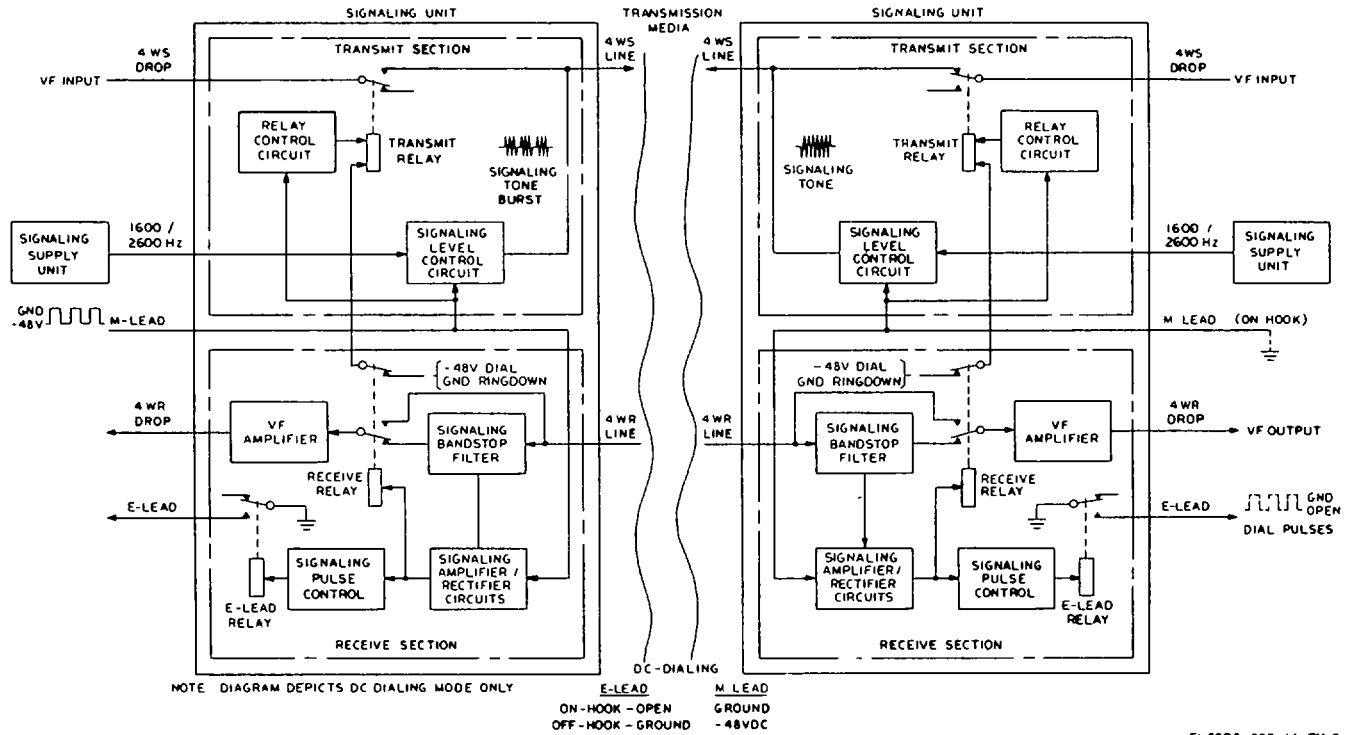 SIGNALING UNIT
TRANSMISSION
MEDIA
SIGNALING UNIT
TRANSMIT SECTION
4 WS
LINE
4 WS
LINE
TRANSMIT SECTION
4 WS
DROP
VF INPUT
4WS
DROP
VF INPUT
RELAY
CONTROL
CIRCUIT
TRANSMIT
RELAY
SIGNALING
TONE
BURST
SIGNALING
TONE
TRANSMIT
RELAY
RELAY
CONTROL
CIRCUIT
SIGNALING
SUPPLY
UNIT
1600 /
2600 Hz
SIGNALING
LEVEL
CONTROL
CIRCUIT
SIGNALING
LEVEL
CONTROL
CIRCUIT
1600 /
2600 Hz
SIGNALING
SUPPLY
UNIT
GND
-48V
M-LEAD
M LEAD (ON HOOK)
-48V DIAL
GND RINGDOWN
-48V DIAL
GND RINGDOWN
4WR
DROP
VF
AMPLIFIER
SIGNALING
BANDSTOP
FILTER
4 WR
LINE
4WR
LINE
SIGNALING
BANDSTOP
FILTER
VF
AMPLIFIER
4WR
DROP
VF OUTPUT
RECEIVE
RELAY
RECEIVE
RELAY
E-LEAD
E-LEAD
GND
OPEN
DIAL PULSES
E-LEAD
RELAY
SIGNALING
PULSE
CONTROL
SIGNALING
AMPLIFIER/
RECTIFIER
CIRCUITS
SIGNALING
AMPLIFIER/
RECTIFIER
CIRCUITS
SIGNALING
PULSE
CONTROL
E-LEAD
RELAY
RECEIVE SECTION
RECEIVE SECTION
DC-DIALING
NOTE DIAGRAM DEPICTS DC DIALING MODE ONLY
E-LEAD M LEAD
ON-HOOK-OPEN GROUND
OFF-HOOK-GROUND -48VDC